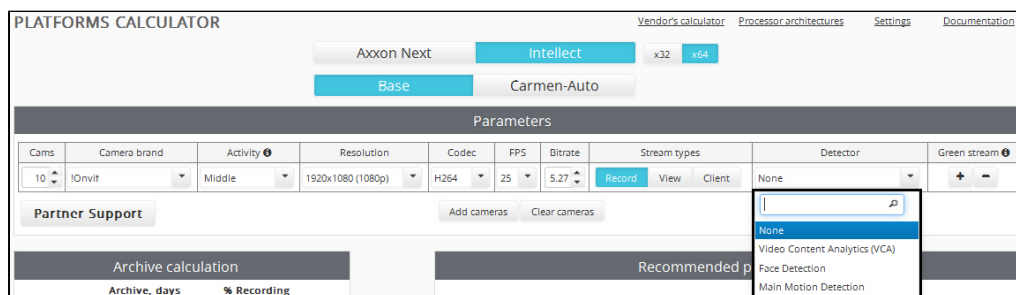 PLATFORMS CALCULATOR
Vendor's calculator Processor architectures Settings Documentation
Axxon Next Intellect x32 x64
Base Carmen-Auto
Parameters
Cams Camera brand Activity Resolution Codec FPS Bitrate Stream types Detector Green stream
10 !Onvif Middle 1920x1080 (1080p) H264 25 5.27 Record View Client None + -
Partner Support Add cameras Clear cameras
None
Video Content Analytics (VCA)
Archive calculation Recommended p Face Detection
Archive, days % Recording Main Motion Detection